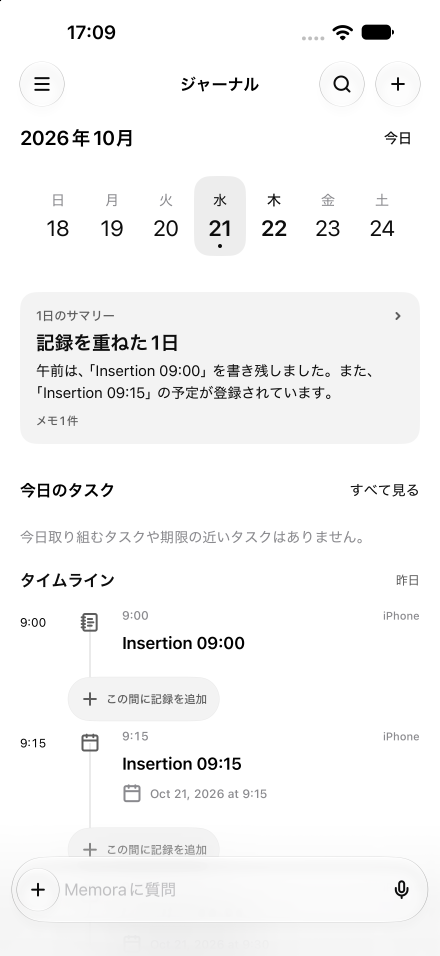 17:09
ジャーナル
2026年10月
今日
日 月 火 水 木 金 土
18 19 20 21 22 23 24
1日のサマリー
記録を重ねた1日
午前は、「Insertion 09:00」を書き残しました。また、
「Insertion 09:15」の予定が登録されています。
メモ1件
今日のタスク
すべて見る
今日取り組むタスクや期限の近いタスクはありません。
タイムライン
昨日
9:00
9:00
iPhone
Insertion 09:00
この間に記録を追加
9:15
9:15
iPhone
Insertion 09:15
Oct 21, 2026 at 9:15
この間に記録を追加
Memoraに質問